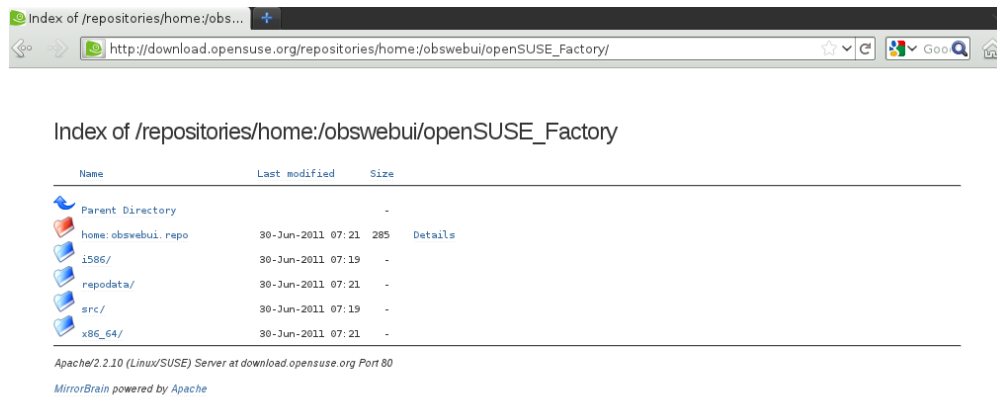 Index of /repositories/home:/obs...
http://download.opensuse.org/repositories/home:/obswebui/openSUSE_Factory/ Goo
Index of /repositories/home:/obswebui/openSUSE_Factory
Name Last modified Size
Parent Directory -
home:obswebui.repo 30-Jun-2011 07:21 285 Details
i586/ 30-Jun-2011 07:19 -
repodata/ 30-Jun-2011 07:21 -
src/ 30-Jun-2011 07:19 -
x86_64/ 30-Jun-2011 07:21 -
Apache/2.2.10 (Linux/SUSE) Server at download.opensuse.org Port 80
MirrorBrain powered by Apache